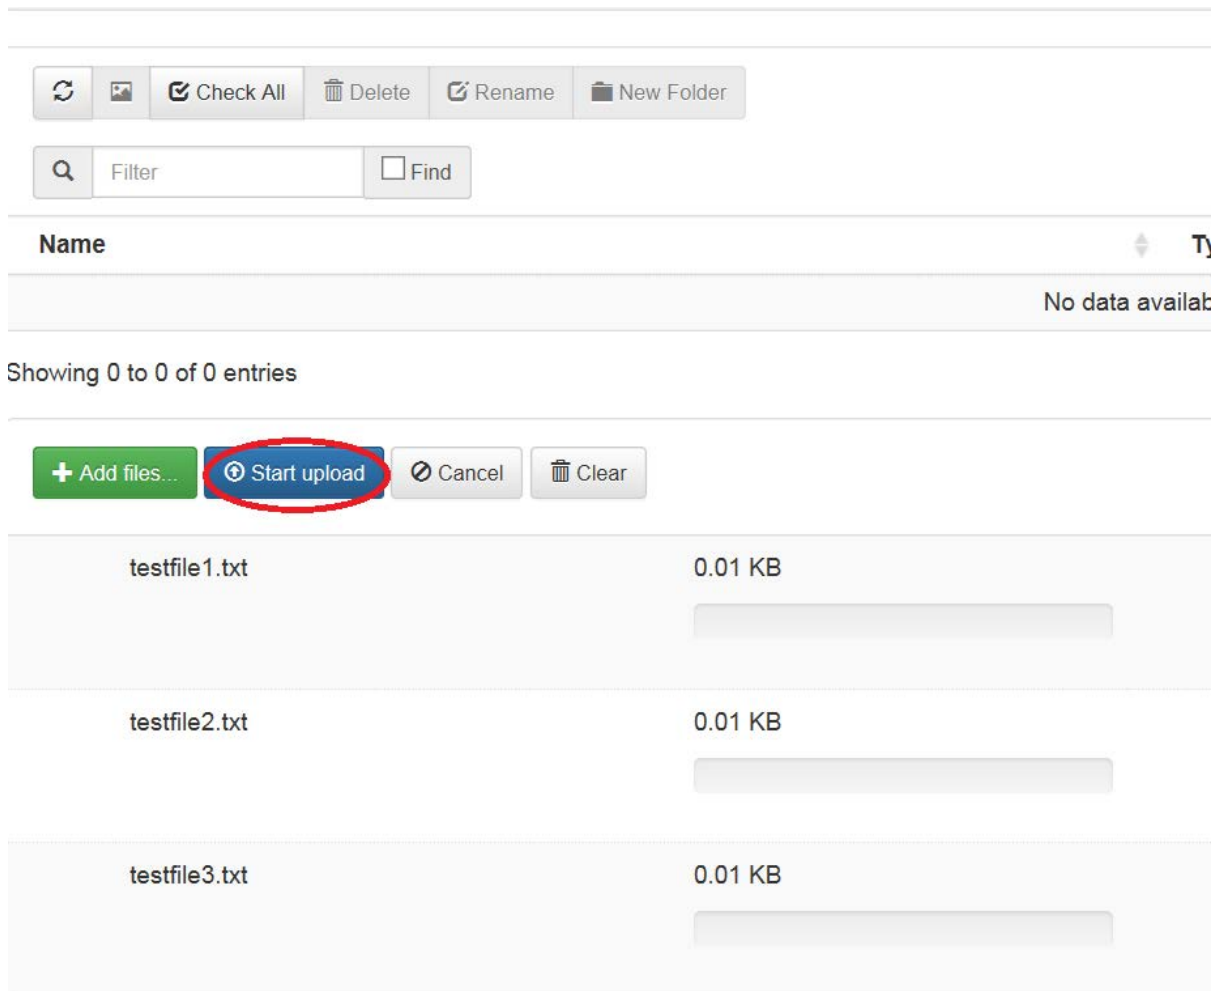 Check All Delete Rename New Folder
Filter Find
Name
No data
Showing 0 to 0 of 0 entries
Add files... Start upload Cancel Clear
testfile1.txt 0.01 KB
testfile2.txt 0.01 KB
testfile3.txt 0.01 KB